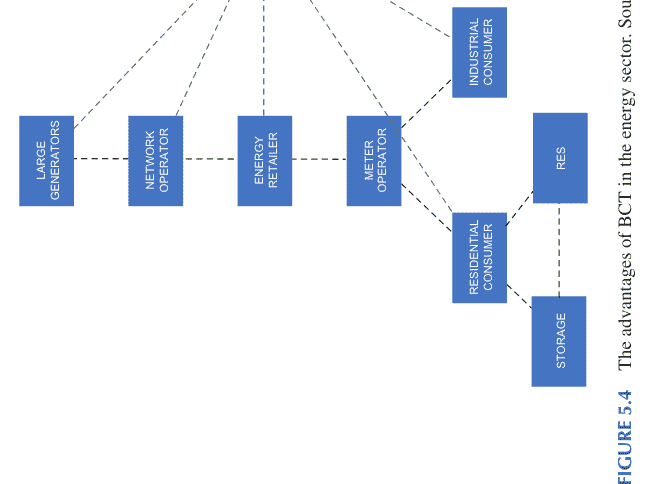 LARGE
GENERATORS
NETWORK
OPERATOR
ENERGY
RETAILER
METER
OPERATOR
INDUSTRIAL
CONSUMER
RESIDENTIAL
CONSUMER
RES
STORAGE
FIGURE 5.4 The advantages of BCT in the energy sector. Sou